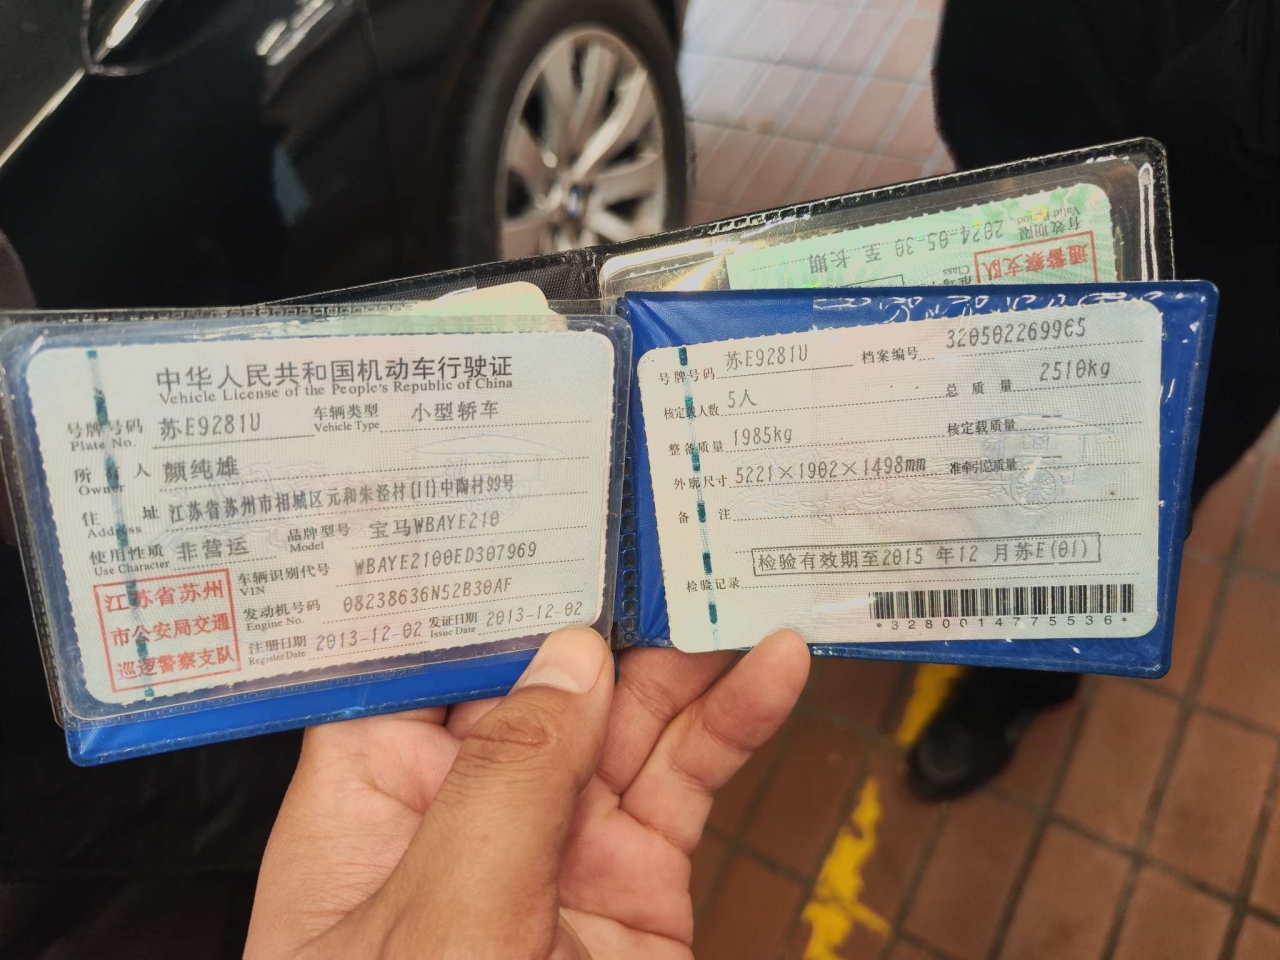 中华人民共和国机动车行驶证
Vehicle License of the People's Republic of China
号牌号码 苏E9281U 车辆类型 小型轿车
Plate No. Vehicle Type
所有人 颜纯雄
Owner
住址 江苏省苏州市相城区元和朱泾村(11)中陶村99号
Address
使用性质 非营运 品牌型号 宝马WBAYE210
Use Character Model
江苏省苏州市公安局交通巡逻警察支队
车辆识别代号 WBAYE2100ED307969
VIN
发动机号码 08238636N52B30AF
Engine No.
注册日期 2013-12-02 发证日期 2013-12-02
Register Date Issue Date
号牌号码 苏E9281U 档案编号 320502269965
核定载人数 5人 总质量 2510kg
整备质量 1985kg 核定载质量 --
外廓尺寸 5221×1902×1498mm 准牵引总质量 --
备注
检验有效期至2015年12月苏E(01)
检验记录
*3280014775536*
有效期限 2024-05-30 至 长期
Valid Period
Class
通警察支队